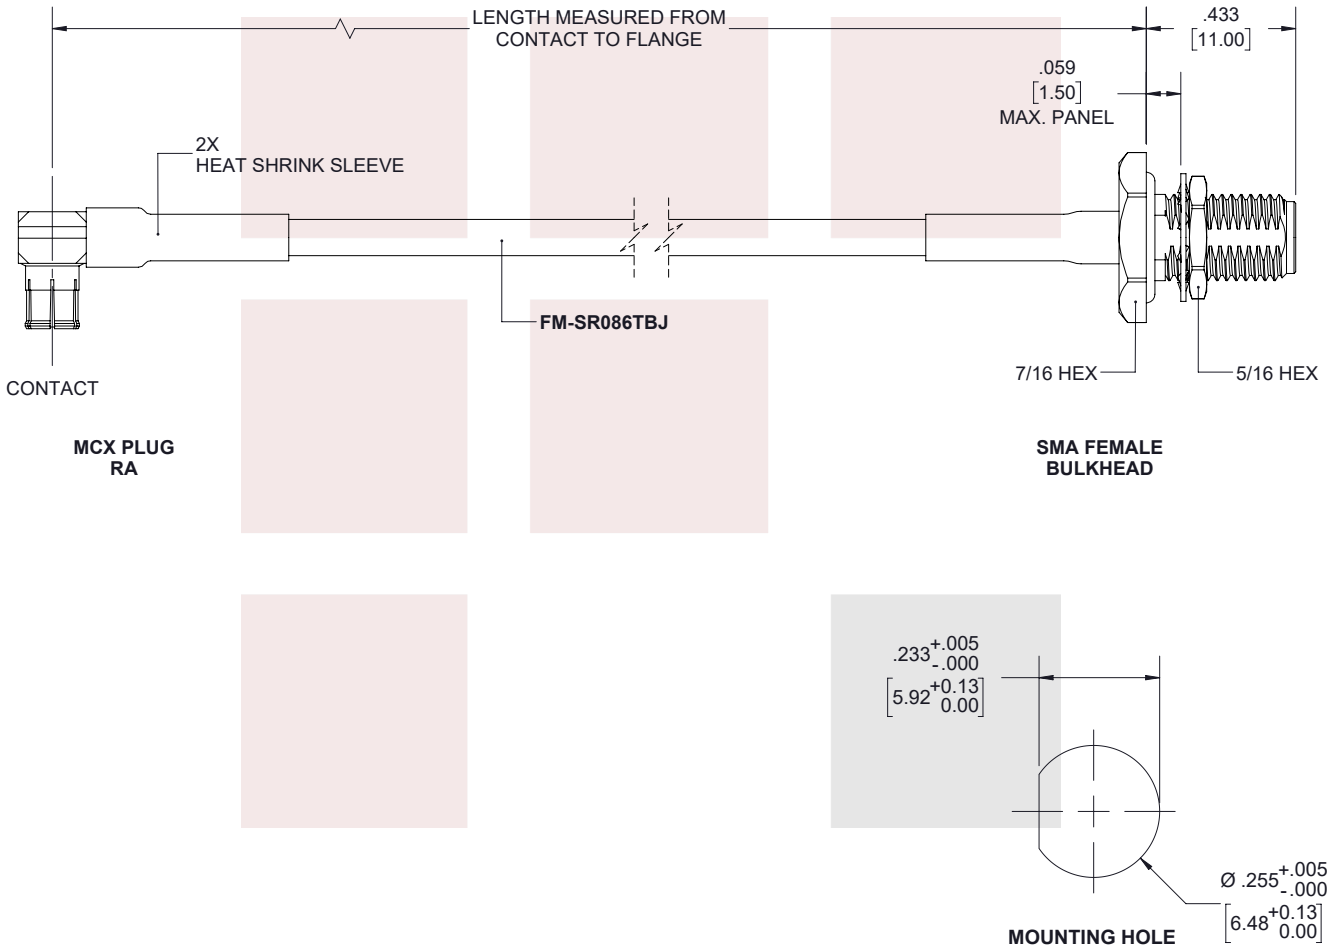 LENGTH MEASURED FROM
CONTACT TO FLANGE
.433
[11.00]
.059
[1.50]
MAX. PANEL
2X
HEAT SHRINK SLEEVE
FM-SR086TBJ
7/16 HEX
5/16 HEX
CONTACT
MCX PLUG
RA
SMA FEMALE
BULKHEAD
.233 +.005
-.000
[5.92 +0.13
0.00]
Ø .255 +.005
-.000
[6.48 +0.13
0.00]
MOUNTING HOLE